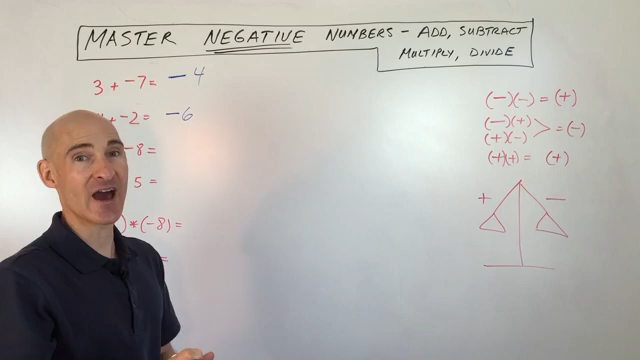 MASTER NEGATIVE NUMBERS - ADD, SUBTRACT
MULTIPLY, DIVIDE
3 + -7 = -4
+ -2 = -6
-8 =
5 =
) * (-8) =
=
(-)(-) = (+)
(-)(+)
(+)(-) > = (-)
(+)(+) = (+)
+ -